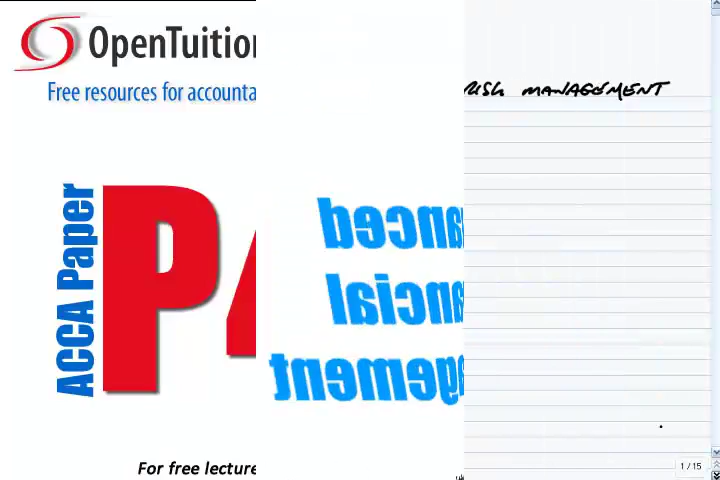 OpenTuition
Free resources for accounta
RISK MANAGEMENT
ACCA Paper
P4
anced
ancial
agement
For free lecture
1 / 15